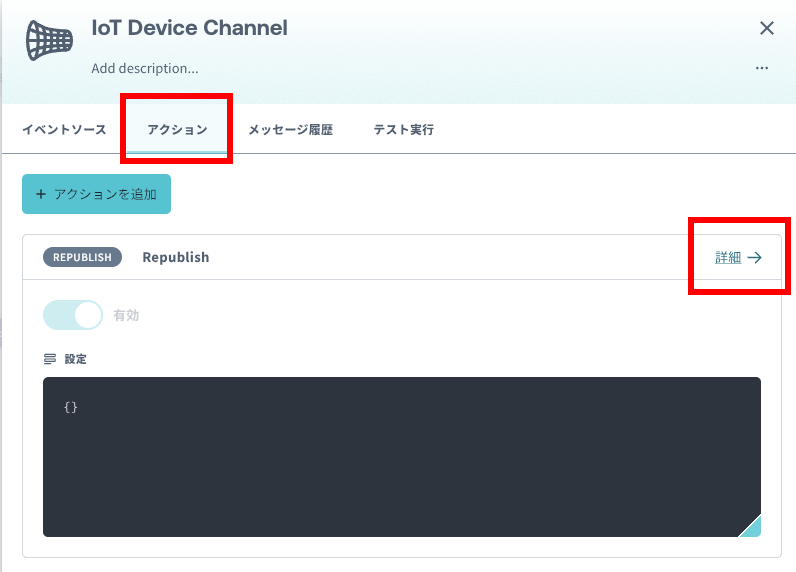 IoT Device Channel
Add description...
イベントソース アクション メッセージ履歴 テスト実行
+ アクションを追加
REPUBLISH Republish 詳細 →
有効
設定
{}